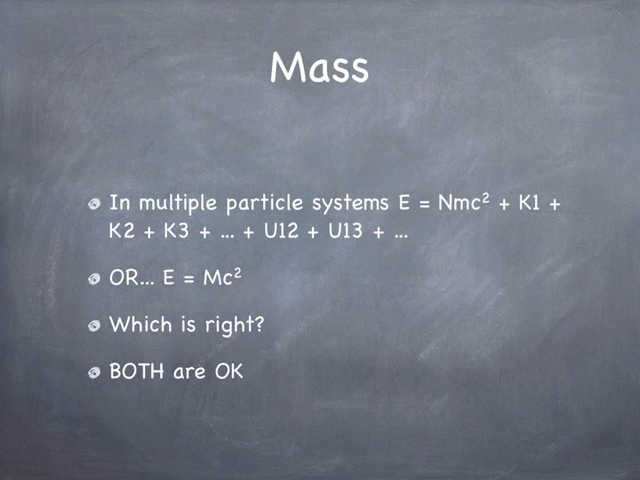 Mass
In multiple particle systems E = Nmc² + K1 +
K2 + K3 + ... + U12 + U13 + ...
OR... E = Mc²
Which is right?
BOTH are OK